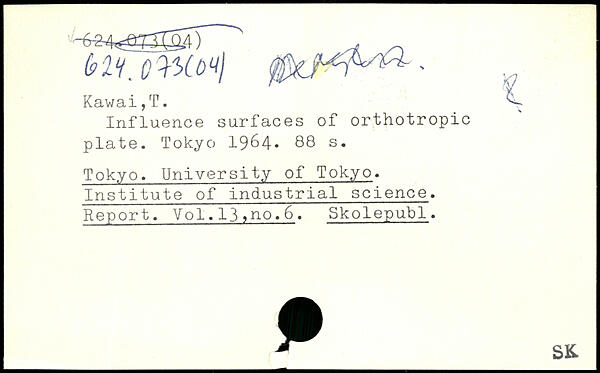 624.073(04)
624.073(04)
Kawai,T.
Influence surfaces of orthotropic
plate. Tokyo 1964. 88 s.
Tokyo. University of Tokyo.
Institute of industrial science.
Report. Vol.13,no.6. Skolepubl.
SK